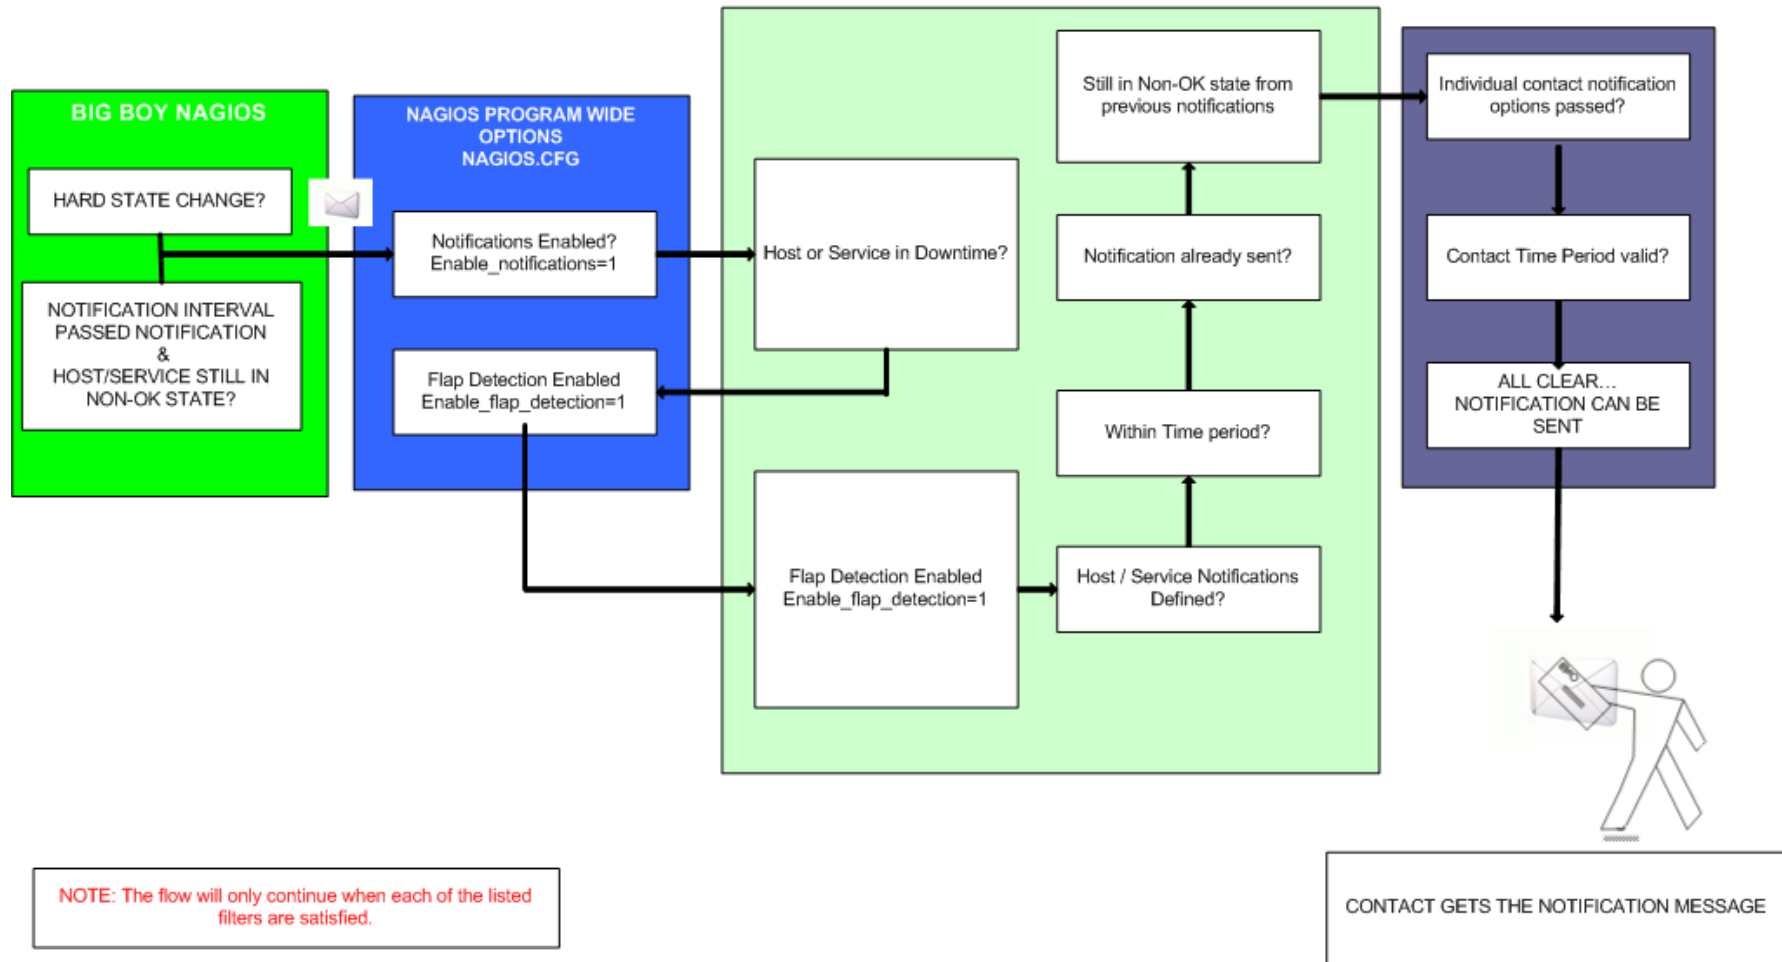 BIG BOY NAGIOS
HARD STATE CHANGE?
NOTIFICATION INTERVAL
PASSED NOTIFICATION
&
HOST/SERVICE STILL IN
NON-OK STATE?
NAGIOS PROGRAM WIDE
OPTIONS
NAGIOS.CFG
Notifications Enabled?
Enable_notifications=1
Flap Detection Enabled
Enable_flap_detection=1
Host or Service in Downtime?
Flap Detection Enabled
Enable_flap_detection=1
Still in Non-OK state from
previous notifications
Notification already sent?
Within Time period?
Host / Service Notifications
Defined?
Individual contact notification
options passed?
Contact Time Period valid?
ALL CLEAR...
NOTIFICATION CAN BE
SENT
NOTE: The flow will only continue when each of the listed
filters are satisfied.
CONTACT GETS THE NOTIFICATION MESSAGE